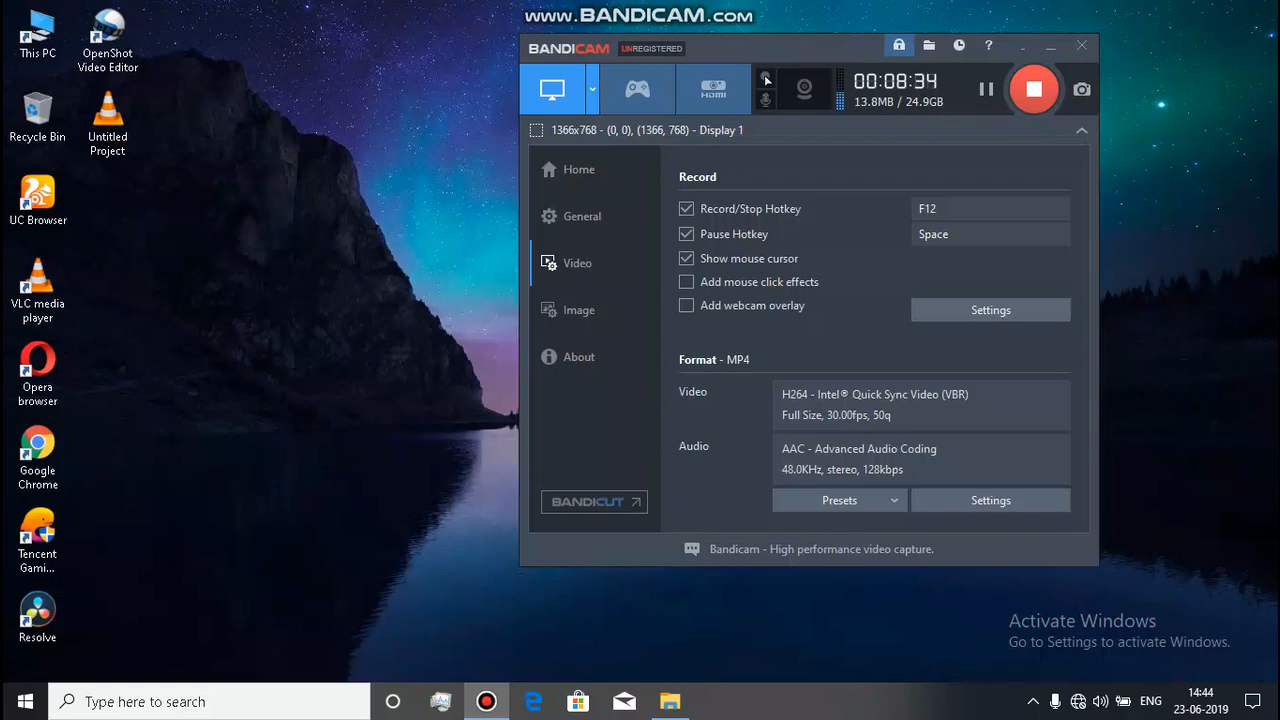 www.BANDICAM.com
This PC
OpenShot
Video Editor
Recycle Bin
Untitled
Project
UC Browser
VLC media
player
Opera
browser
Google
Chrome
Tencent
Gami...
Resolve
BANDICAM UNREGISTERED
?
HDMI
00:08:34
13.8MB / 24.9GB
1366x768 - (0, 0), (1366, 768) - Display 1
Home
General
Video
Image
About
BANDICUT
Record
Record/Stop Hotkey F12
Pause Hotkey Space
Show mouse cursor
Add mouse click effects
Add webcam overlay
Settings
Format - MP4
Video
H264 - Intel® Quick Sync Video (VBR)
Full Size, 30.00fps, 50q
Audio
AAC - Advanced Audio Coding
48.0KHz, stereo, 128kbps
Presets
Settings
Bandicam - High performance video capture.
Activate Windows
Go to Settings to activate Windows.
Type here to search
ENG
14:44
23-06-2019